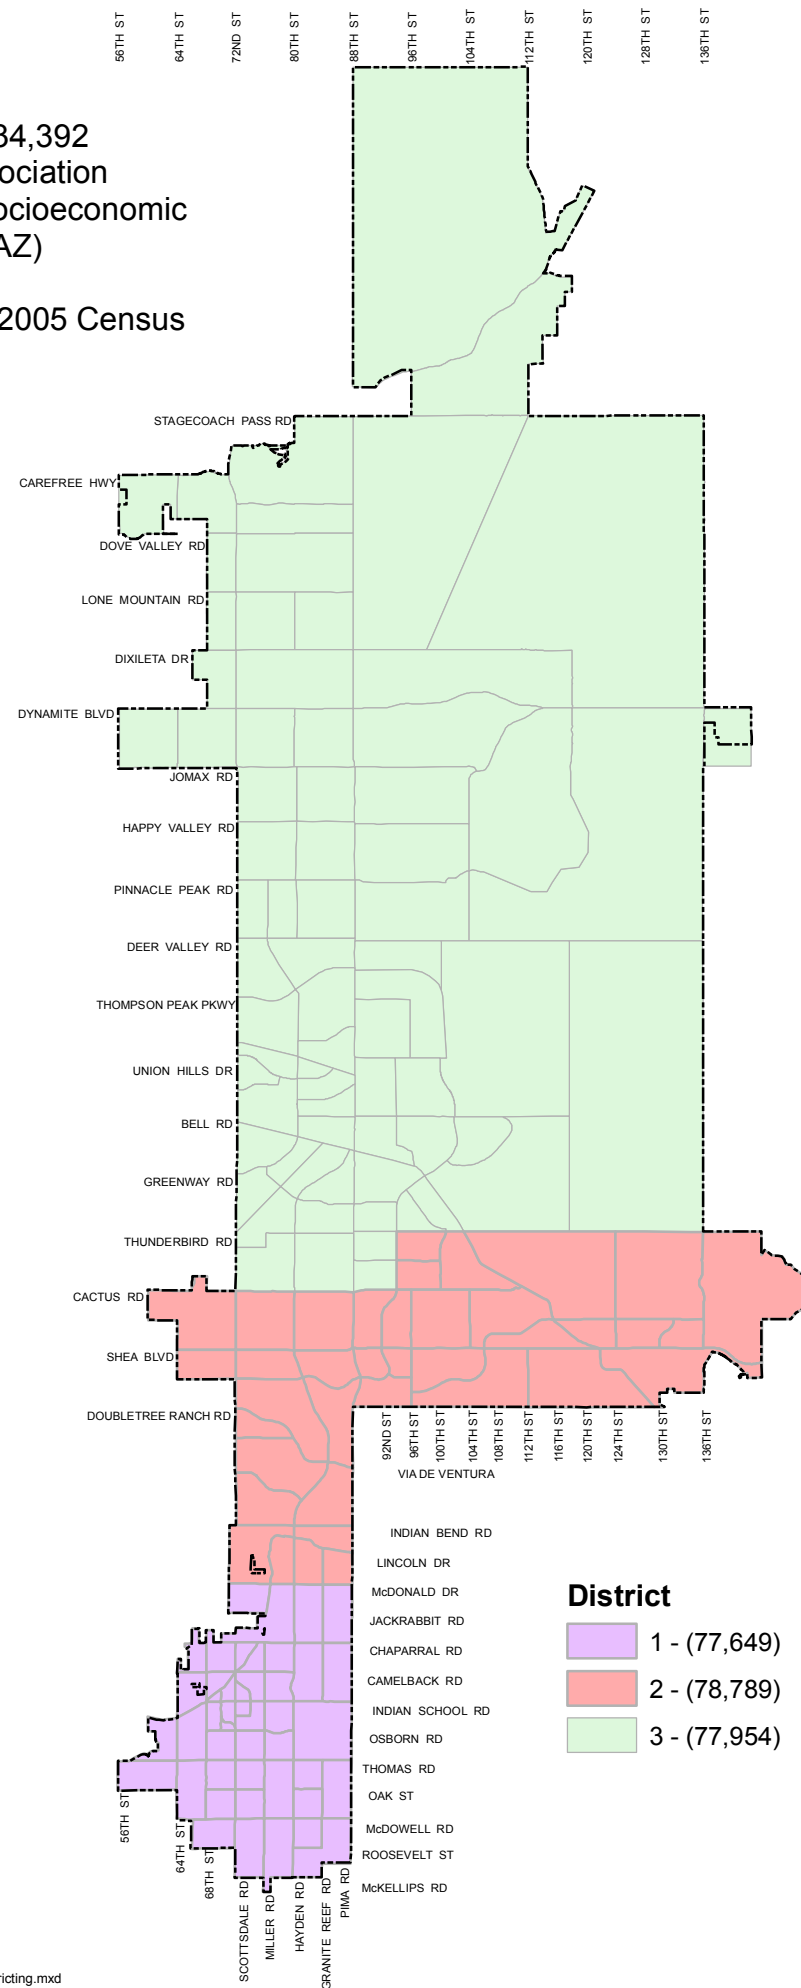 56TH ST
64TH ST
72ND ST
80TH ST
88TH ST
96TH ST
104TH ST
112TH ST
120TH ST
128TH ST
136TH ST
34,392
ociation
ocioeconomic
AZ)
2005 Census
STAGECOACH PASS RD
CAREFREE HWY
DOVE VALLEY RD
LONE MOUNTAIN RD
DIXILETA DR
DYNAMITE BLVD
JOMAX RD
HAPPY VALLEY RD
PINNACLE PEAK RD
DEER VALLEY RD
THOMPSON PEAK PKWY
UNION HILLS DR
BELL RD
GREENWAY RD
THUNDERBIRD RD
CACTUS RD
SHEA BLVD
DOUBLETREE RANCH RD
92ND ST
96TH ST
100TH ST
104TH ST
108TH ST
112TH ST
116TH ST
120TH ST
124TH ST
130TH ST
136TH ST
VIA DE VENTURA
INDIAN BEND RD
LINCOLN DR
McDONALD DR
JACKRABBIT RD
CHAPARRAL RD
CAMELBACK RD
INDIAN SCHOOL RD
OSBORN RD
THOMAS RD
OAK ST
McDOWELL RD
ROOSEVELT ST
McKELLIPS RD
District
1 - (77,649)
2 - (78,789)
3 - (77,954)
56TH ST
64TH ST
68TH ST
SCOTTSDALE RD
MILLER RD
HAYDEN RD
GRANITE REEF RD
PIMA RD
ricting.mxd